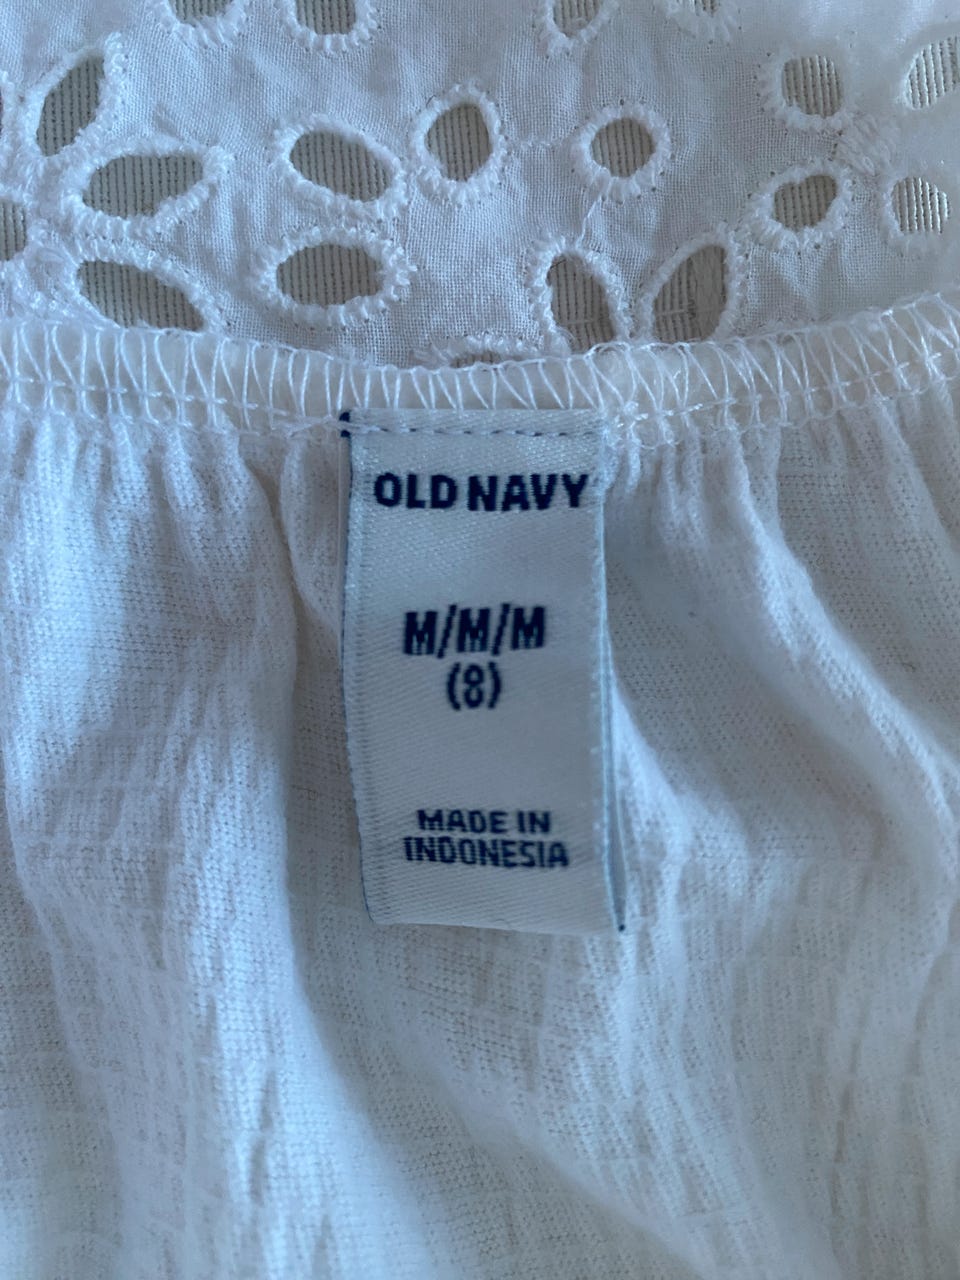 OLD NAVY
M/M/M
(8)
MADE IN
INDONESIA